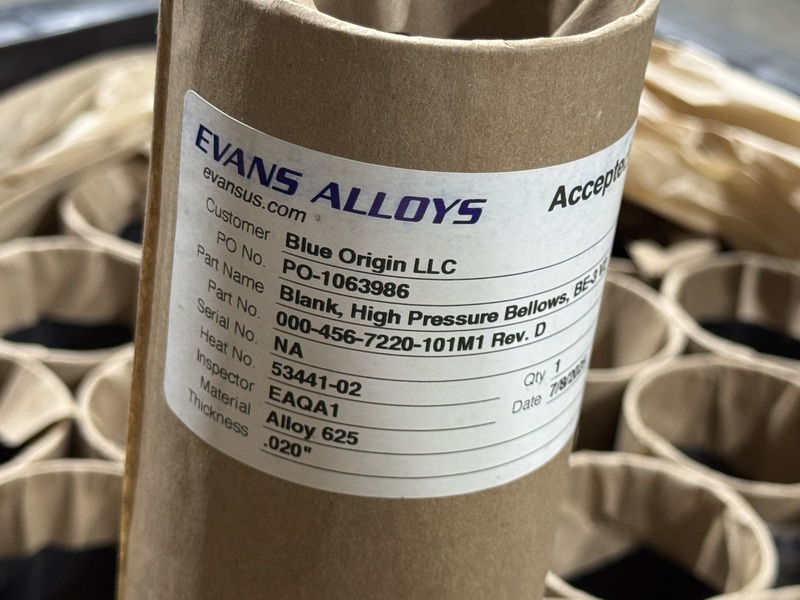 EVANS ALLOYS
evansus.com
Customer Blue Origin LLC
PO No. PO-1063986
Part Name Blank, High Pressure Bellows,
Part No. 000-456-7220-101M1 Rev. D
Serial No. NA
Heat No. 53441-02 Qty 1
Inspector EAQA1 Date
Material Alloy 625
Thickness .020"